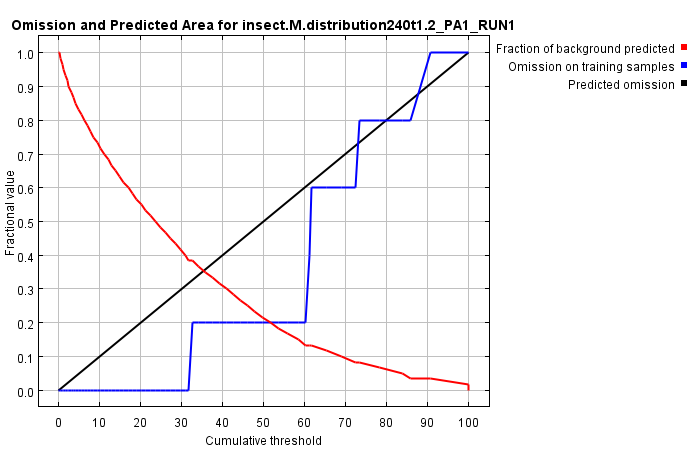 Omission and Predicted Area for insect.M.distribution240t1.2_PA1_RUN1
Fraction of background predicted
Omission on training samples
Predicted omission
Fractional value
1.0
0.9
0.8
0.7
0.6
0.5
0.4
0.3
0.2
0.1
0.0
0 10 20 30 40 50 60 70 80 90 100
Cumulative threshold